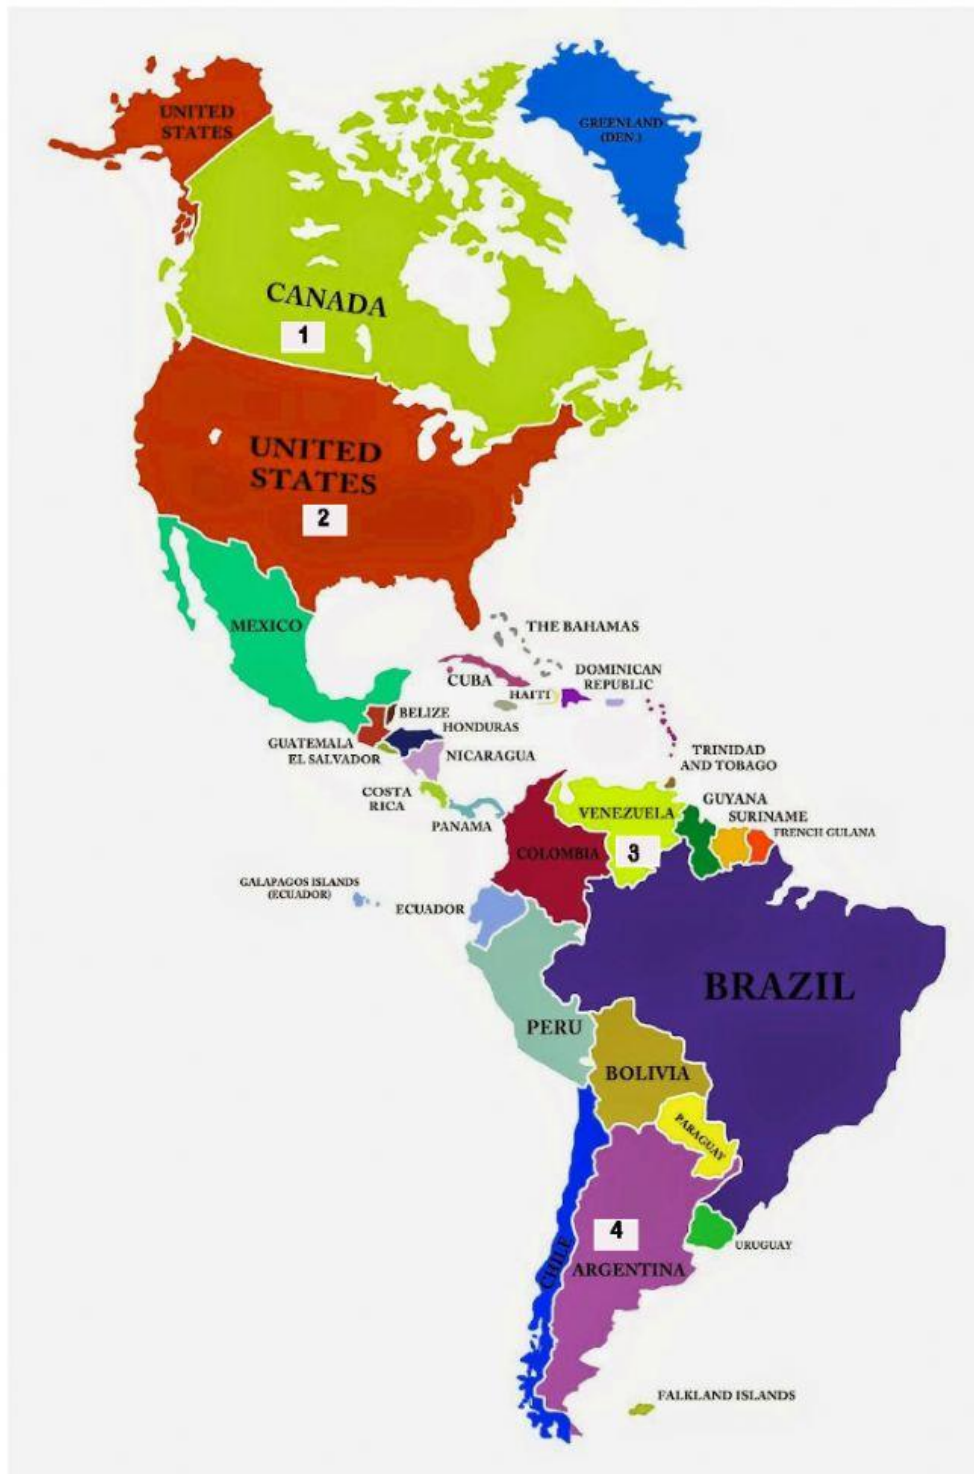 UNITED
STATES
GREENLAND
(DEN.)
CANADA
1
UNITED
STATES
2
MEXICO
THE BAHAMAS
CUBA
HAITI
DOMINICAN
REPUBLIC
BELIZE
HONDURAS
GUATEMALA
EL SALVADOR
NICARAGUA
COSTA
RICA
PANAMA
TRINIDAD
AND TOBAGO
VENEZUELA
GUYANA
SURINAME
FRENCH GULANA
COLOMBIA
3
GALAPAGOS ISLANDS
(ECUADOR)
ECUADOR
BRAZIL
PERU
BOLIVIA
PARAGUAY
4
URUGUAY
CHILE
ARGENTINA
FALKLAND ISLANDS